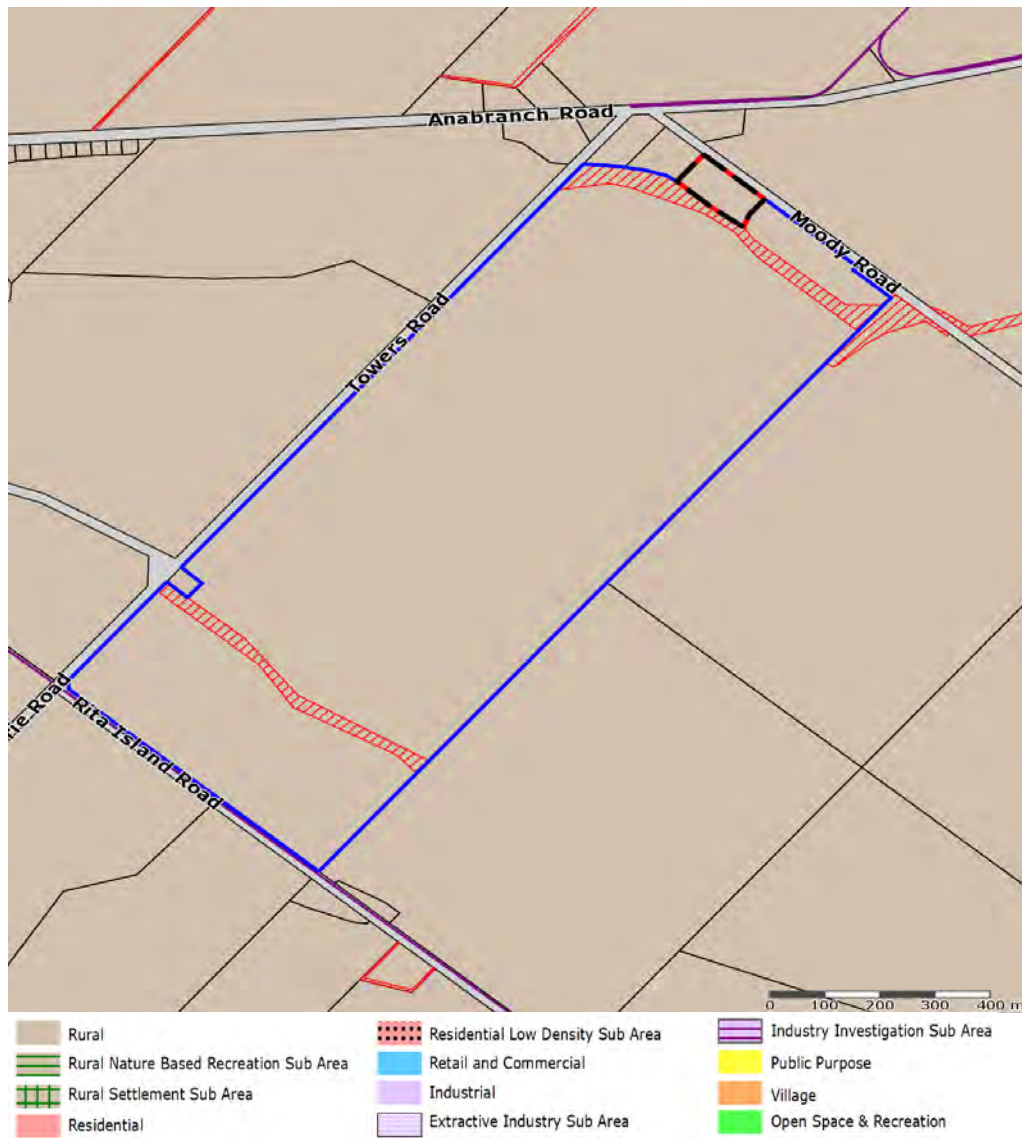 Anabranch Road
Moody Road
Towers Road
Rita Island Road
Road
0 100 200 300 400 m
Rural
Rural Nature Based Recreation Sub Area
Rural Settlement Sub Area
Residential
Residential Low Density Sub Area
Retail and Commercial
Industrial
Extractive Industry Sub Area
Industry Investigation Sub Area
Public Purpose
Village
Open Space & Recreation